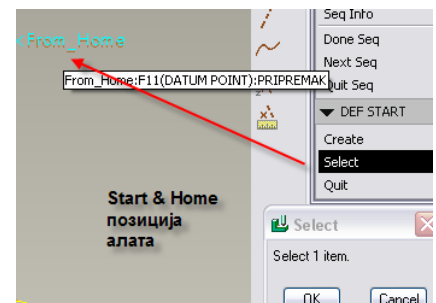 Seq Info
<From_Home
Done Seq
Next Seq
From_Home:F11(DATUM POINT):PRIPREMAK
Quit Seq
DEF START
Create
Select
Quit
Start & Home
позиција
алата
Select
Select 1 item.
OK
Cancel